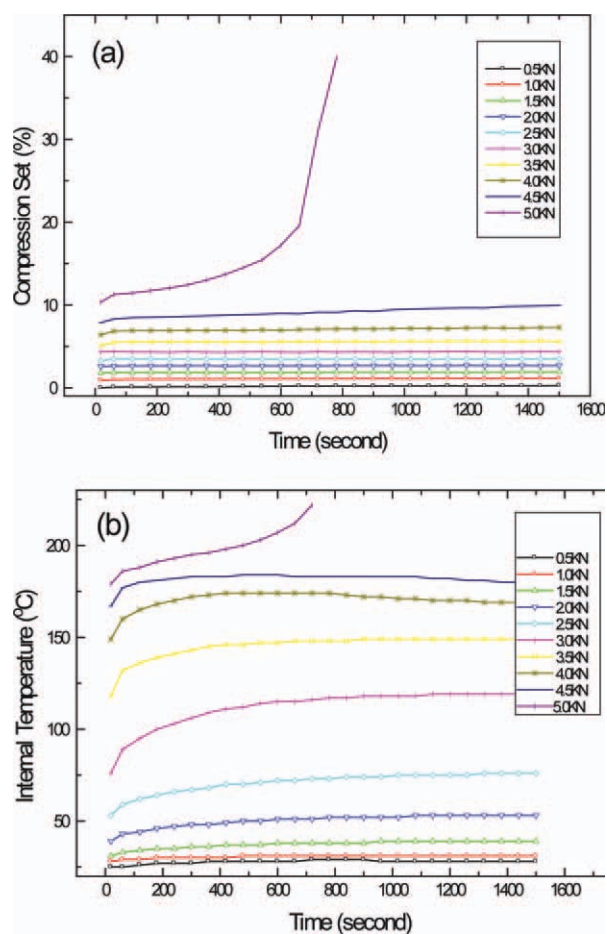 (a)
40
30
20
10
0
Compression Set (%)
0.5KN
1.0KN
1.5KN
2.0KN
2.5KN
3.0KN
3.5KN
4.0KN
4.5KN
5.0KN
0 200 400 600 800 1000 1200 1400 1600
Time (second)
(b)
200
150
100
50
Internal Temperature (°C)
0.5KN
1.0KN
1.5KN
2.0KN
2.5KN
3.0KN
3.5KN
4.0KN
4.5KN
5.0KN
0 200 400 600 800 1000 1200 1400 1600
Time (second)